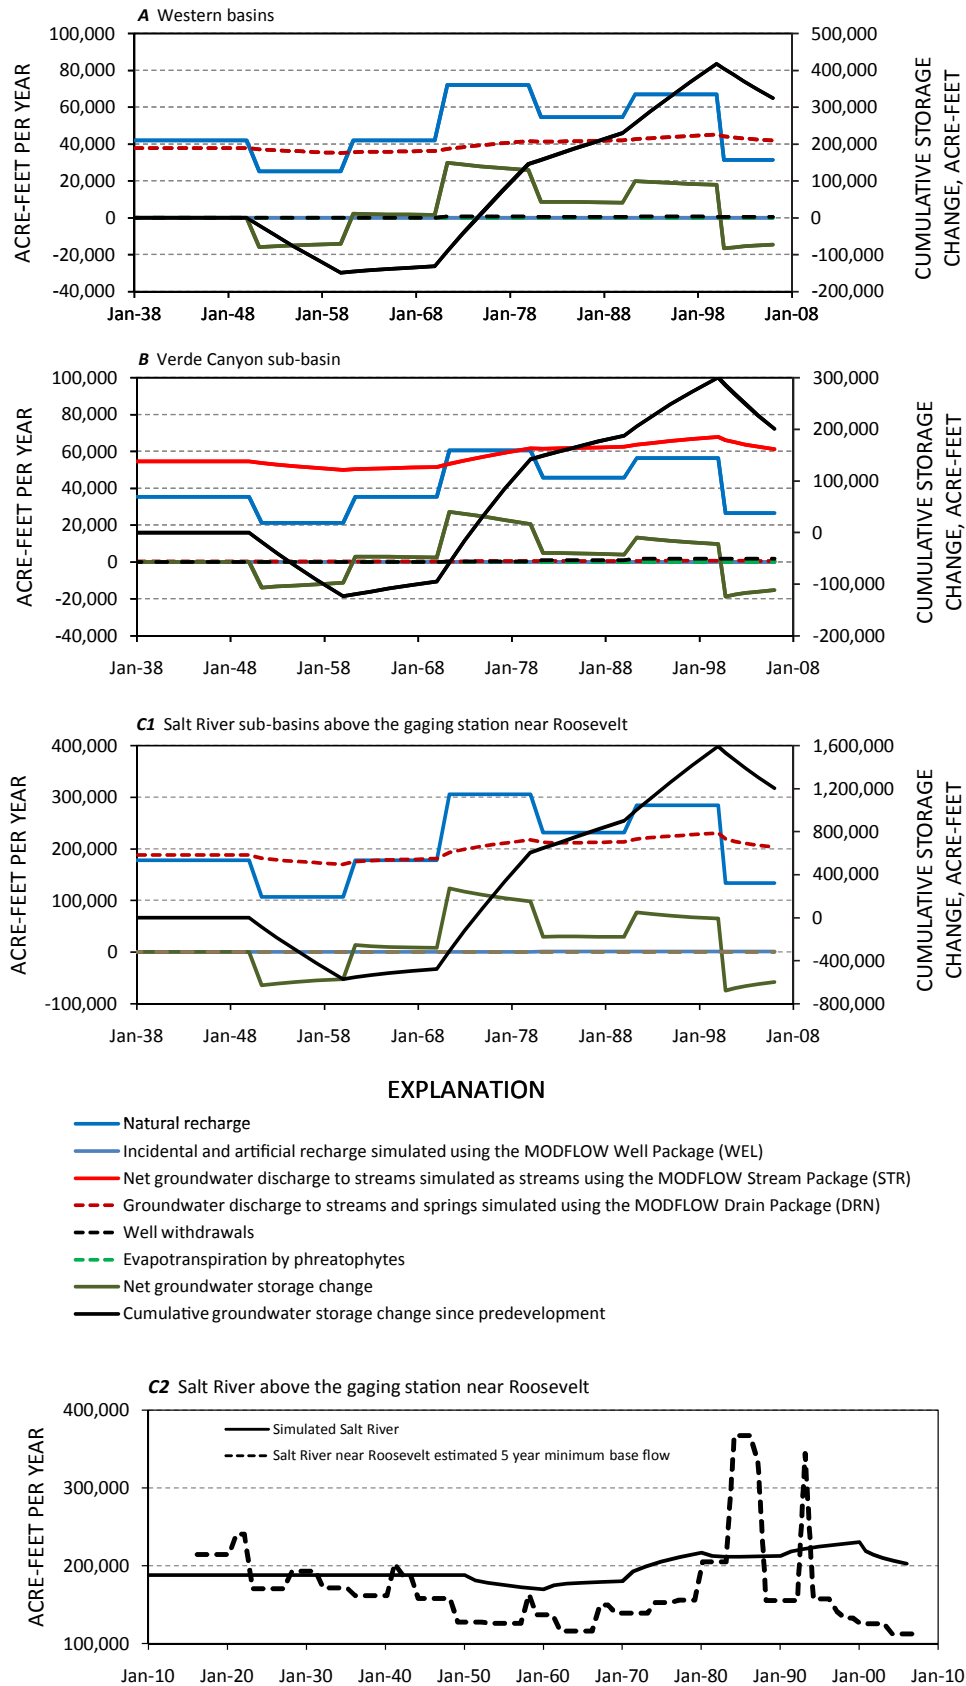 A Western basins
100,000
80,000
60,000
40,000
20,000
0
-20,000
-40,000
ACRE-FEET PER YEAR
500,000
400,000
300,000
200,000
100,000
0
-100,000
-200,000
CUMULATIVE STORAGE
CHANGE, ACRE-FEET
Jan-38 Jan-48 Jan-58 Jan-68 Jan-78 Jan-88 Jan-98 Jan-08
B Verde Canyon sub-basin
100,000
80,000
60,000
40,000
20,000
0
-20,000
-40,000
ACRE-FEET PER YEAR
300,000
200,000
100,000
0
-100,000
-200,000
CUMULATIVE STORAGE
CHANGE, ACRE-FEET
Jan-38 Jan-48 Jan-58 Jan-68 Jan-78 Jan-88 Jan-98 Jan-08
C1 Salt River sub-basins above the gaging station near Roosevelt
400,000
300,000
200,000
100,000
0
-100,000
ACRE-FEET PER YEAR
1,600,000
1,200,000
800,000
400,000
0
-400,000
-800,000
CUMULATIVE STORAGE
CHANGE, ACRE-FEET
Jan-38 Jan-48 Jan-58 Jan-68 Jan-78 Jan-88 Jan-98 Jan-08
EXPLANATION
Natural recharge
Incidental and artificial recharge simulated using the MODFLOW Well Package (WEL)
Net groundwater discharge to streams simulated as streams using the MODFLOW Stream Package (STR)
Groundwater discharge to streams and springs simulated using the MODFLOW Drain Package (DRN)
Well withdrawals
Evapotranspiration by phreatophytes
Net groundwater storage change
Cumulative groundwater storage change since predevelopment
C2 Salt River above the gaging station near Roosevelt
400,000
300,000
200,000
100,000
ACRE-FEET PER YEAR
Simulated Salt River
Salt River near Roosevelt estimated 5 year minimum base flow
Jan-10 Jan-20 Jan-30 Jan-40 Jan-50 Jan-60 Jan-70 Jan-80 Jan-90 Jan-00 Jan-10